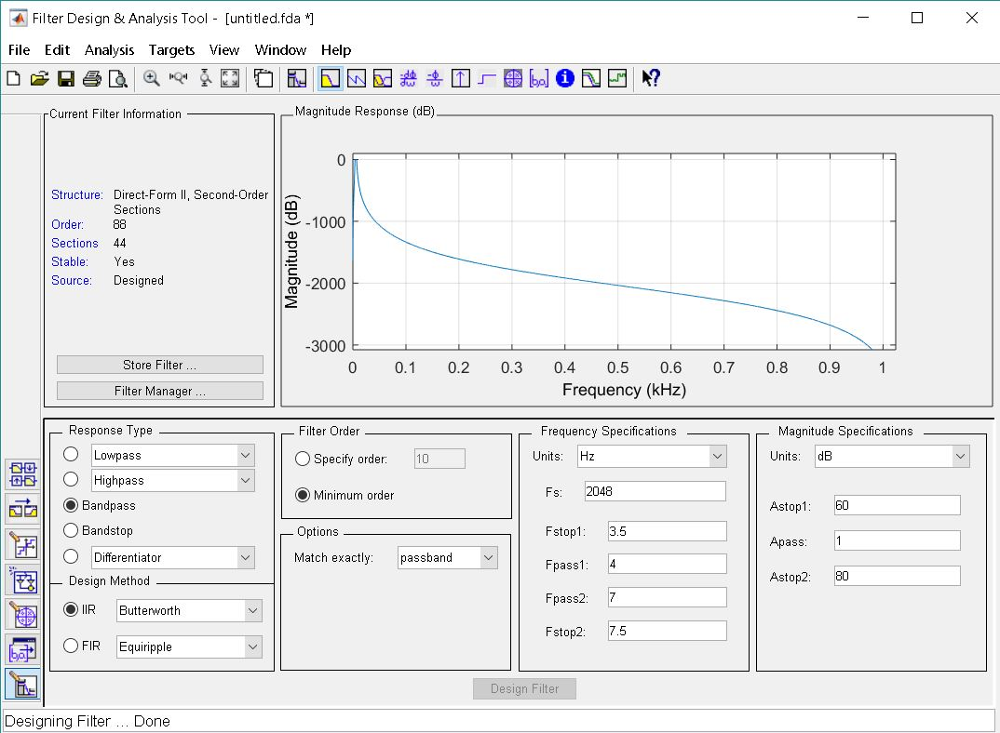 Filter Design & Analysis Tool - [untitled.fda *]
File Edit Analysis Targets View Window Help
Current Filter Information
Structure: Direct-Form II, Second-Order
Sections
Order: 88
Sections 44
Stable: Yes
Source: Designed
Store Filter ...
Filter Manager ...
Magnitude Response (dB)
Magnitude (dB)
0
-1000
-2000
-3000
0 0.1 0.2 0.3 0.4 0.5 0.6 0.7 0.8 0.9 1
Frequency (kHz)
Response Type
Lowpass
Highpass
Bandpass
Bandstop
Differentiator
Design Method
IIR Butterworth
FIR Equiripple
Filter Order
Specify order: 10
Minimum order
Options
Match exactly: passband
Frequency Specifications
Units: Hz
Fs: 2048
Fstop1: 3.5
Fpass1: 4
Fpass2: 7
Fstop2: 7.5
Magnitude Specifications
Units: dB
Astop1: 60
Apass: 1
Astop2: 80
Design Filter
Designing Filter ... Done